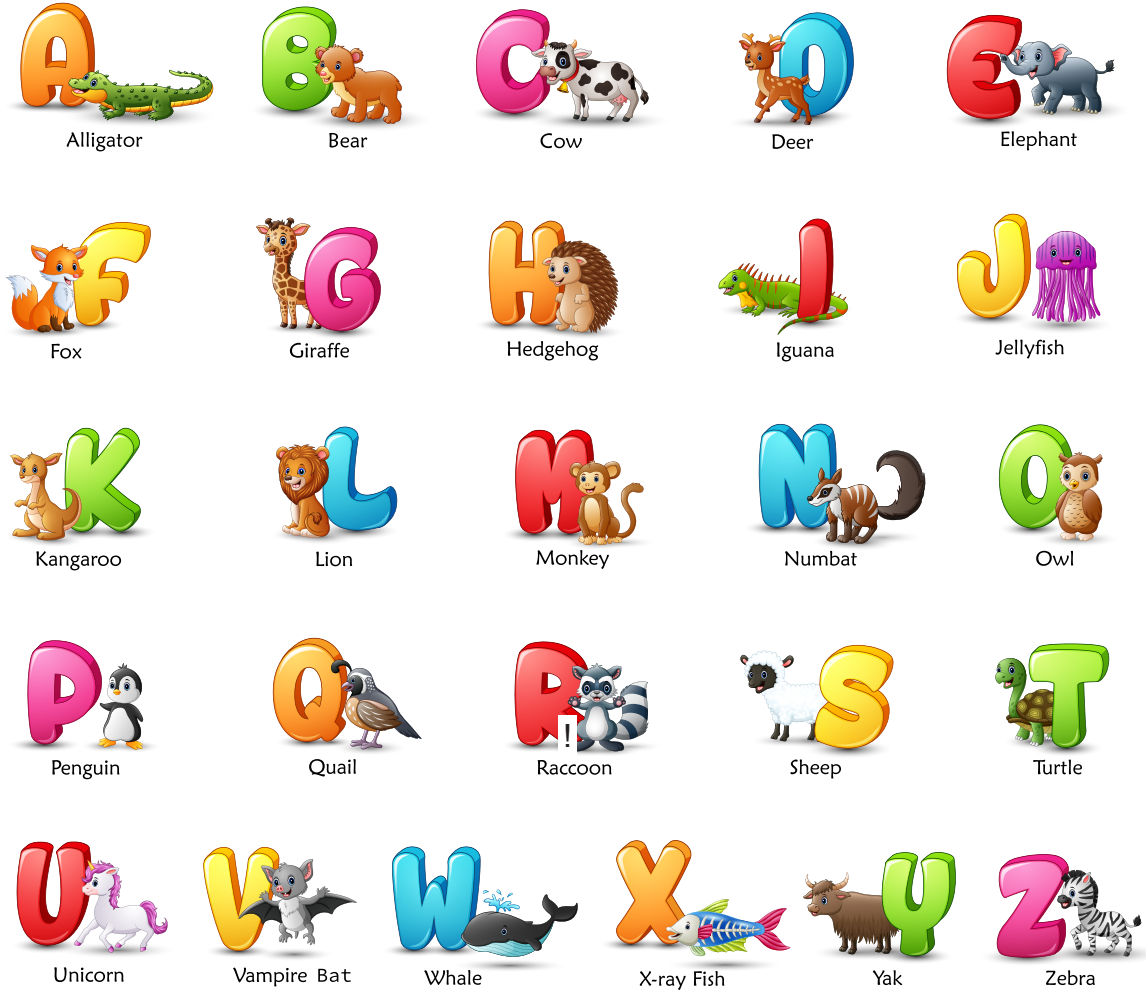 A B C D E
Alligator Bear Cow Deer Elephant
F G H I J
Fox Giraffe Hedgehog Iguana Jellyfish
K L M N O
Kangaroo Lion Monkey Numbat Owl
P Q R ! S T
Penguin Quail Raccoon Sheep Turtle
U V W X Y Z
Unicorn Vampire Bat Whale X-ray Fish Yak Zebra